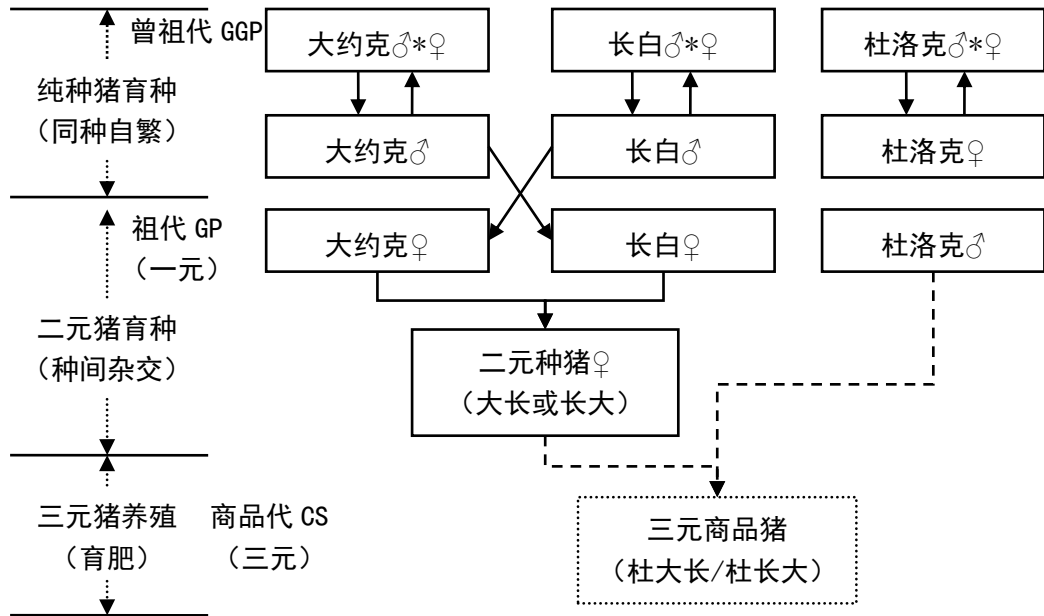 曾祖代 GGP
大约克♂*♀
长白♂*♀
杜洛克♂*♀
纯种猪育种
（同种自繁）
大约克♂
长白♂
杜洛克♀
祖代 GP
（一元）
大约克♀
长白♀
杜洛克♂
二元猪育种
（种间杂交）
二元种猪♀
（大长或长大）
三元猪养殖
（育肥）
商品代 CS
（三元）
三元商品猪
（杜大长/杜长大）